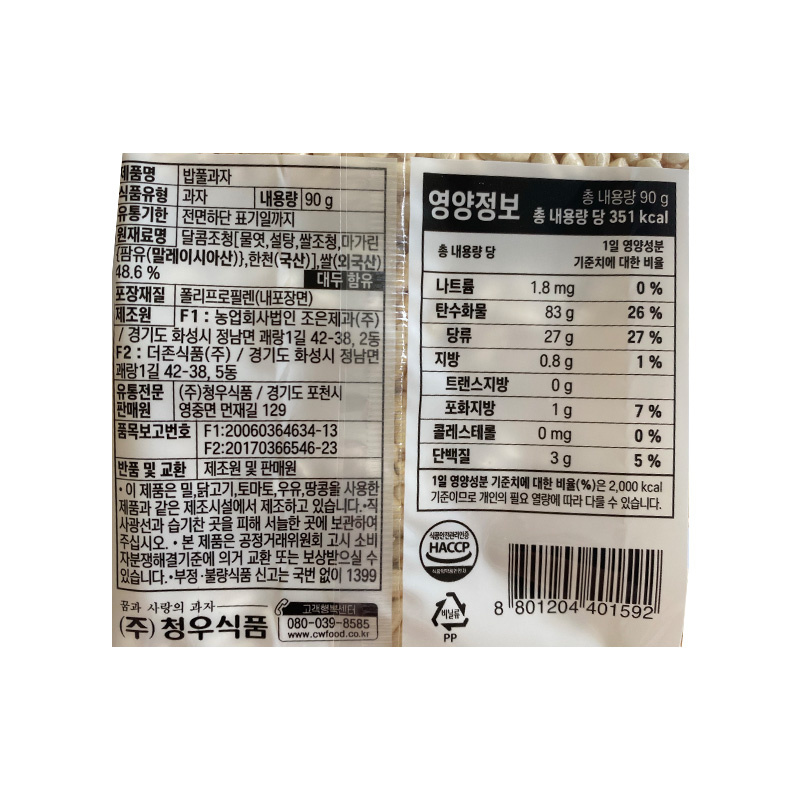 제품명 밥풀과자
식품유형 과자 내용량 90 g
유통기한 전면하단 표기일까지
원재료명 달콤조청[물엿,설탕,쌀조청,마가린
{팜유(말레이시아산)},한천(국산)],쌀(외국산)
48.6 %
대두 함유
포장재질 폴리프로필렌(내포장면)
제조원 F1 : 농업회사법인 조은제과(주)
/ 경기도 화성시 정남면 괘랑1길 42-38, 2동
F2 : 더존식품(주) / 경기도 화성시 정남면
괘랑1길 42-38, 5동
유통전문 (주)청우식품 / 경기도 포천시
판매원 영중면 먼재길 129
품목보고번호 F1:20060364634-13
F2:20170366546-23
반품 및 교환 제조원 및 판매원
· 이 제품은 밀,닭고기,토마토,우유,땅콩을 사용한
제품과 같은 제조시설에서 제조하고 있습니다.·직
사광선과 습기찬 곳을 피해 서늘한 곳에 보관하여
주십시오. · 본 제품은 공정거래위원회 고시 소비
자분쟁해결기준에 의거 교환 또는 보상받으실 수
있습니다.·부정·불량식품 신고는 국번 없이 1399
꿈과 사랑의 과자
(주) 청우식품
고객행복센터
080-039-8585
www.cwfood.co.kr
영양정보 총 내용량 90 g
총 내용량 당 351 kcal
총 내용량 당 1일 영양성분
기준치에 대한 비율
나트륨 1.8 mg 0 %
탄수화물 83 g 26 %
당류 27 g 27 %
지방 0.8 g 1 %
트랜스지방 0 g
포화지방 1 g 7 %
콜레스테롤 0 mg 0 %
단백질 3 g 5 %
1일 영양성분 기준치에 대한 비율(%)은 2,000 kcal
기준이므로 개인의 필요 열량에 따라 다를 수 있습니다.
식품안전관리인증
HACCP
식품의약품안전처
비닐류
PP
8 801204 401592